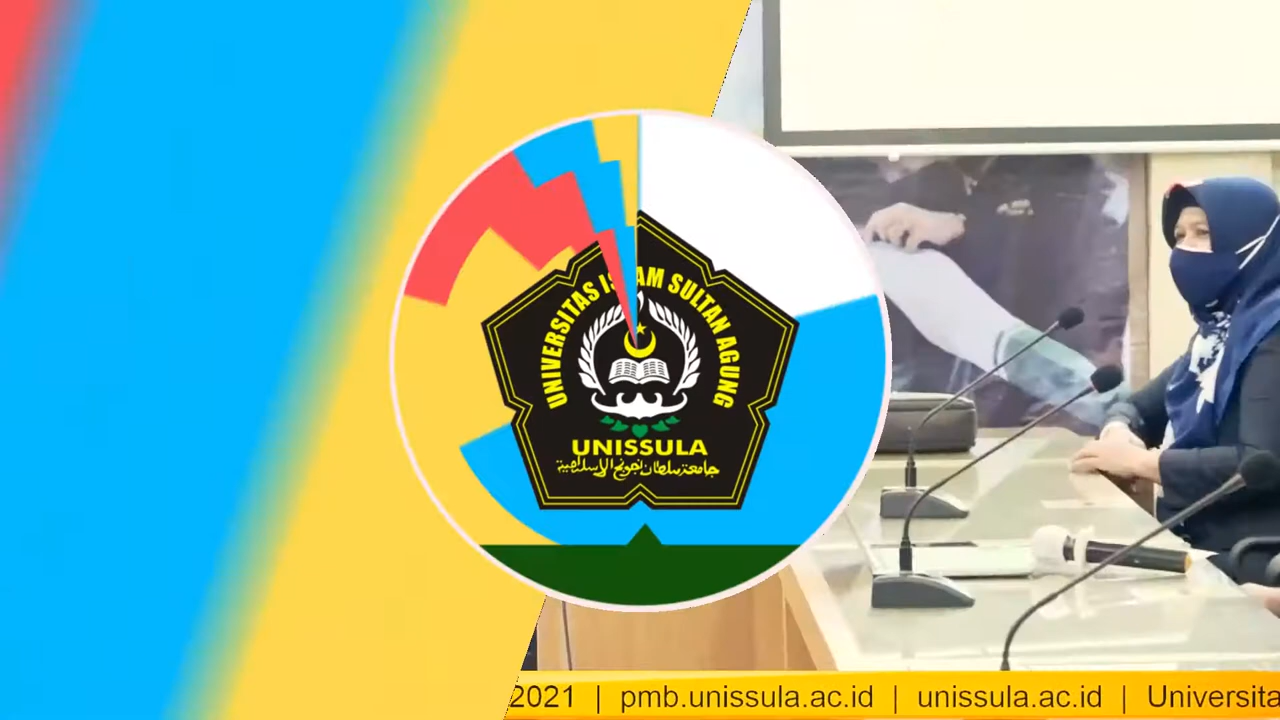 UNIVERSITAS ISLAM SULTAN AGUNG
UNISSULA
جامعة سلطان أجونج الإسلامية
2021 | pmb.unissula.ac.id | unissula.ac.id | Universita